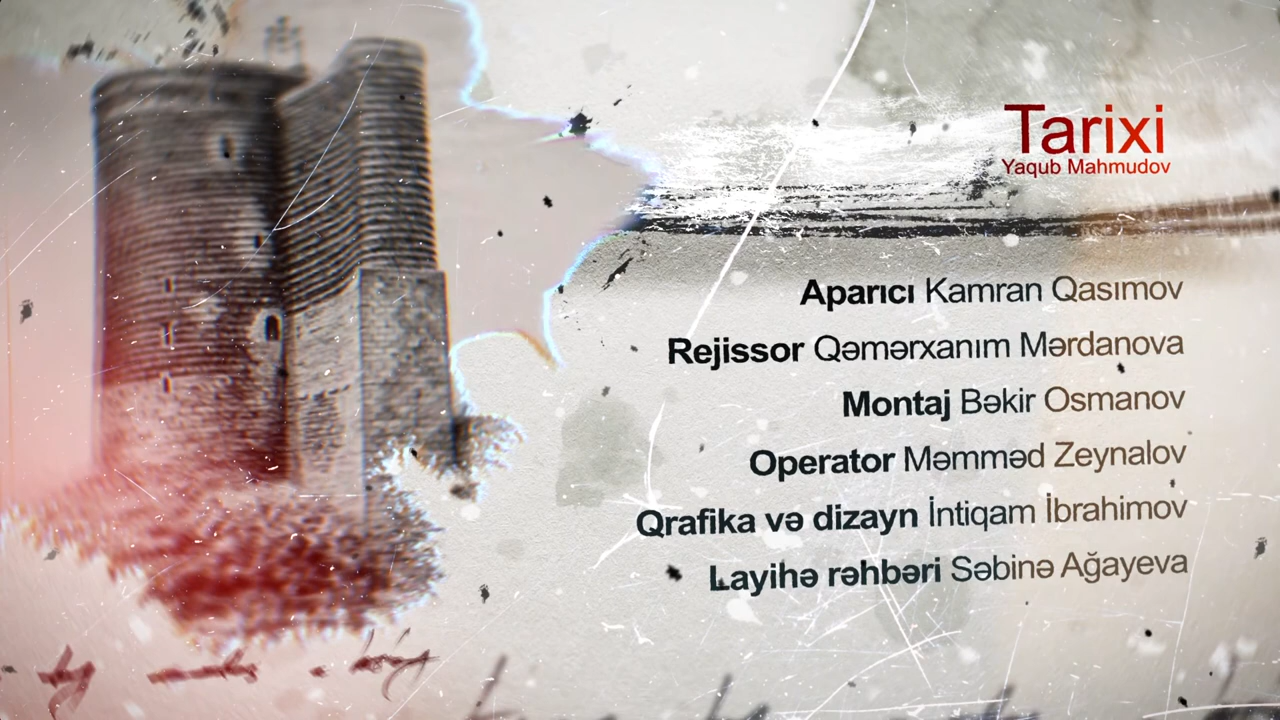 Tarixi
Yaqub Mahmudov
Aparıcı Kamran Qasımov
Rejissor Qəmərxanım Mərdanova
Montaj Bəkir Osmanov
Operator Məmməd Zeynalov
Qrafika və dizayn İntiqam İbrahimov
Layihə rəhbəri Səbinə Ağayeva